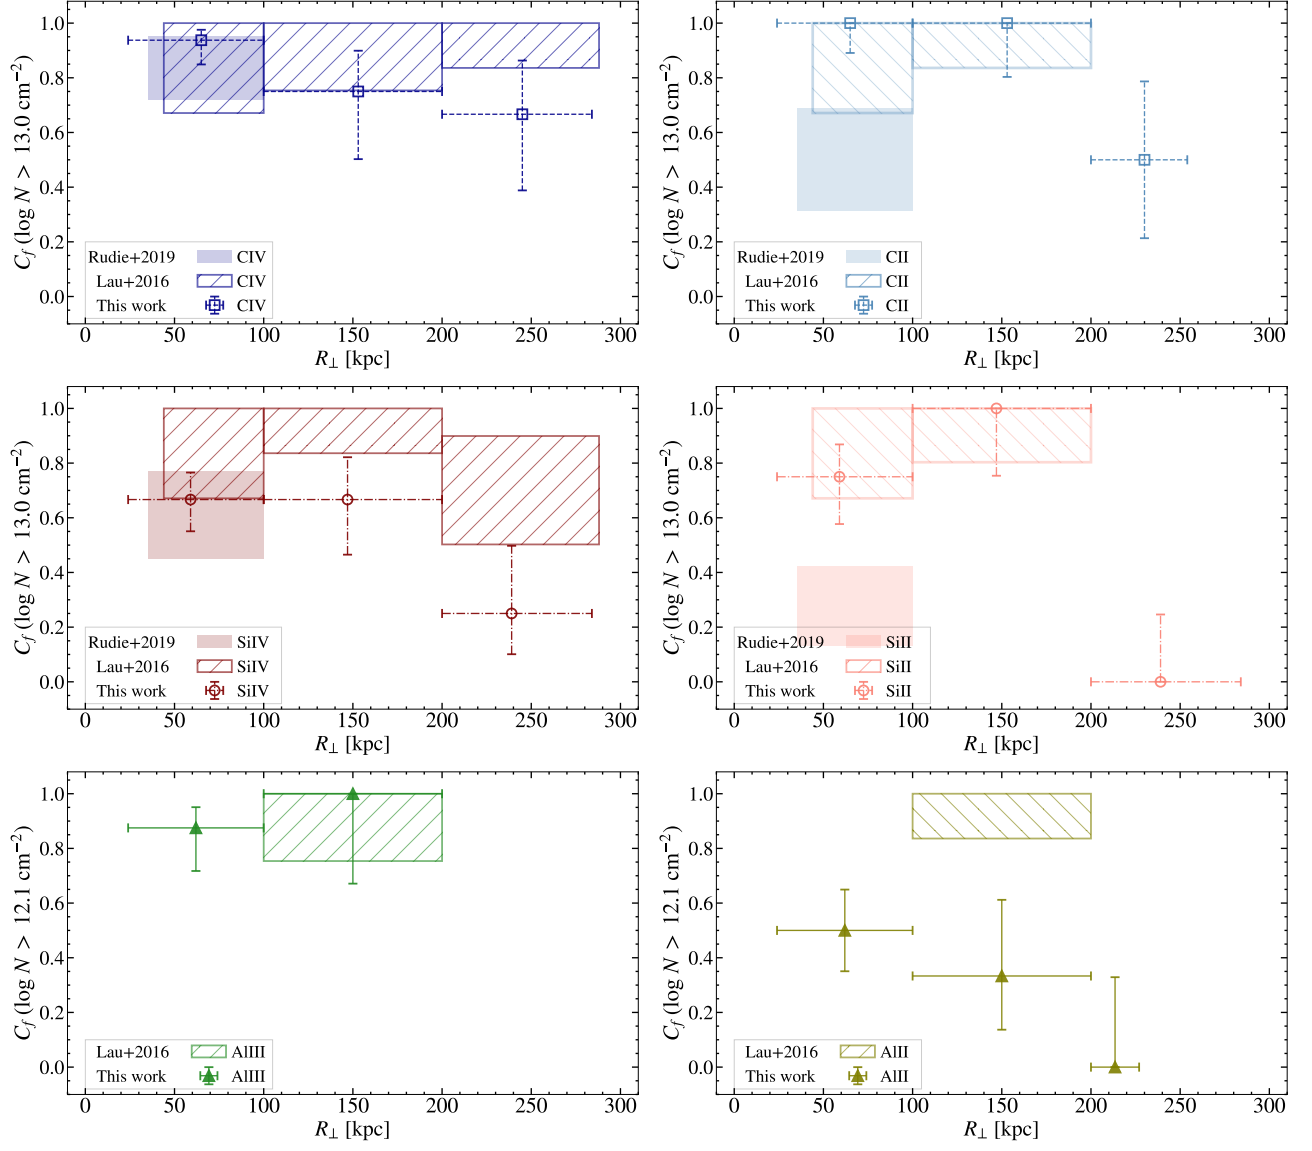 1.0
0.8
0.6
0.4
0.2
0.0
C_f (log N > 13.0 cm⁻²)
Rudie+2019 CIV
Lau+2016 CIV
This work CIV
0 50 100 150 200 250 300
R⊥ [kpc]
1.0
0.8
0.6
0.4
0.2
0.0
C_f (log N > 13.0 cm⁻²)
Rudie+2019 CII
Lau+2016 CII
This work CII
0 50 100 150 200 250 300
R⊥ [kpc]
1.0
0.8
0.6
0.4
0.2
0.0
C_f (log N > 13.0 cm⁻²)
Rudie+2019 SiIV
Lau+2016 SiIV
This work SiIV
0 50 100 150 200 250 300
R⊥ [kpc]
1.0
0.8
0.6
0.4
0.2
0.0
C_f (log N > 13.0 cm⁻²)
Rudie+2019 SiII
Lau+2016 SiII
This work SiII
0 50 100 150 200 250 300
R⊥ [kpc]
1.0
0.8
0.6
0.4
0.2
0.0
C_f (log N > 12.1 cm⁻²)
Lau+2016 AlIII
This work AlIII
0 50 100 150 200 250 300
R⊥ [kpc]
1.0
0.8
0.6
0.4
0.2
0.0
C_f (log N > 12.1 cm⁻²)
Lau+2016 AlII
This work AlII
0 50 100 150 200 250 300
R⊥ [kpc]